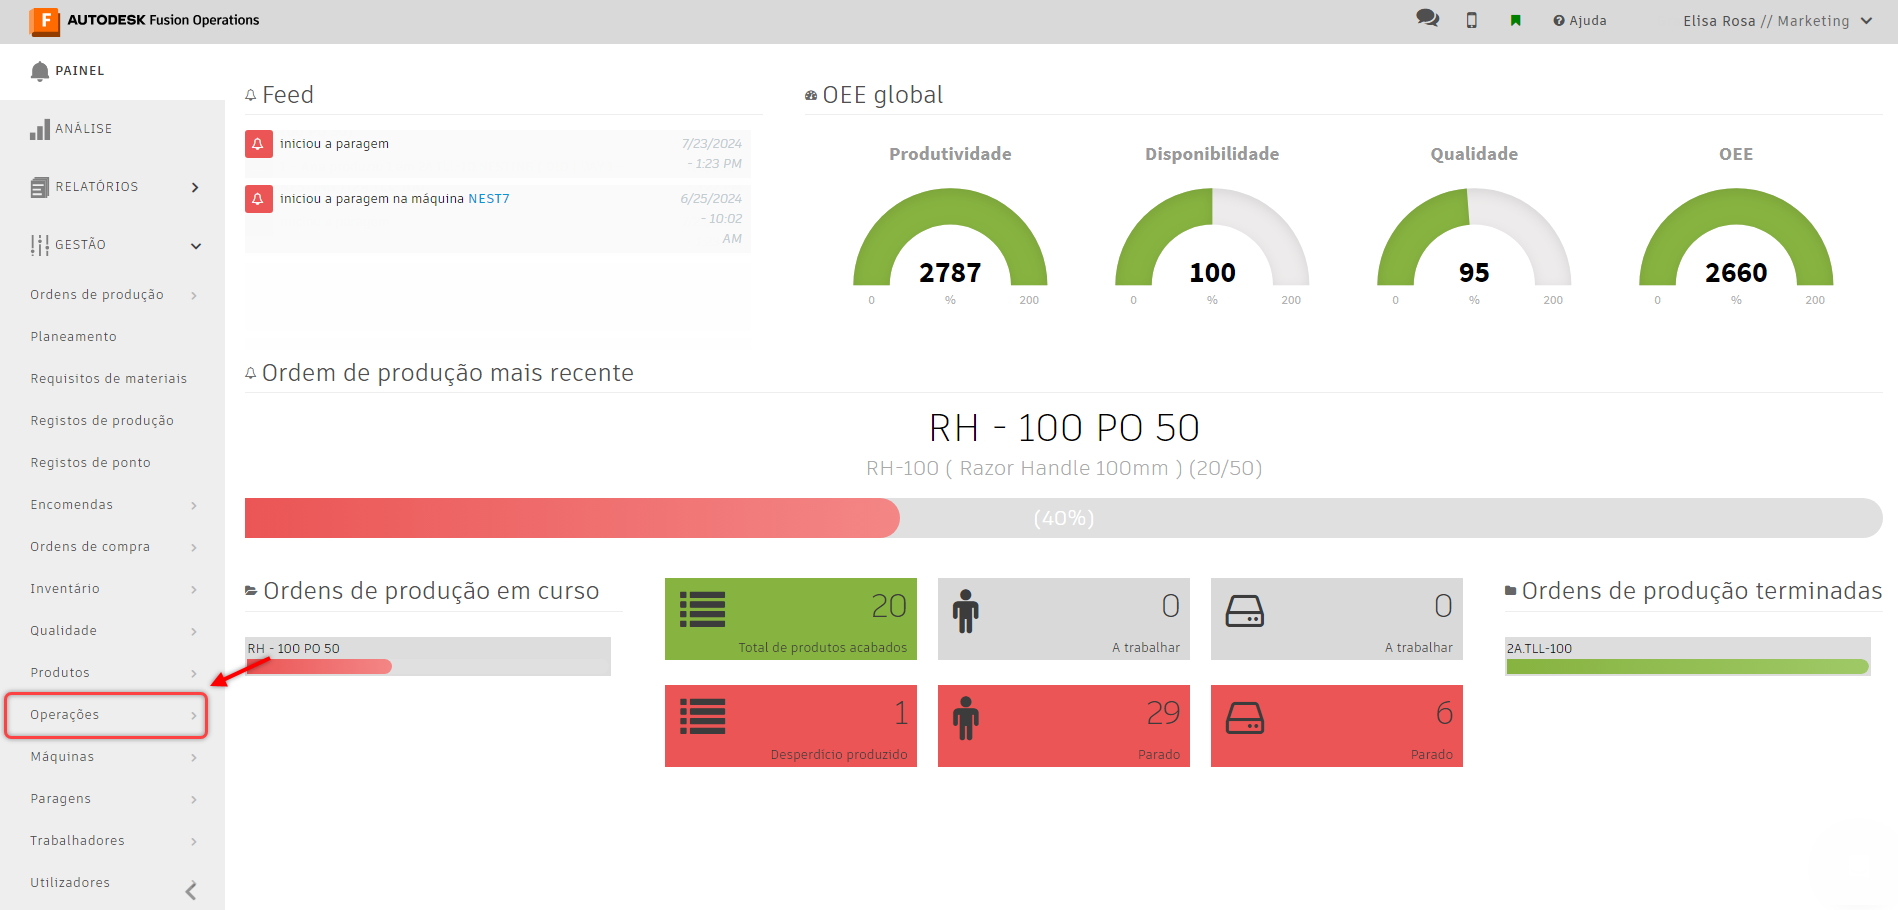 AUTODESK Fusion Operations
Ajuda
Elisa Rosa // Marketing
PAINEL
ANÁLISE
RELATÓRIOS
GESTÃO
Ordens de produção
Planeamento
Requisitos de materiais
Registos de produção
Registos de ponto
Encomendas
Ordens de compra
Inventário
Qualidade
Produtos
Operações
Máquinas
Paragens
Trabalhadores
Utilizadores
Feed
iniciou a paragem
7/23/2024
- 1:23 PM
iniciou a paragem na máquina NEST7
6/25/2024
- 10:02
AM
OEE global
Produtividade
2787
0 % 200
Disponibilidade
100
0 % 200
Qualidade
95
0 % 200
OEE
2660
0 % 200
Ordem de produção mais recente
RH - 100 PO 50
RH-100 ( Razor Handle 100mm ) (20/50)
(40%)
Ordens de produção em curso
RH - 100 PO 50
20
Total de produtos acabados
0
A trabalhar
0
A trabalhar
1
Desperdício produzido
29
Parado
6
Parado
Ordens de produção terminadas
2A.TLL-100